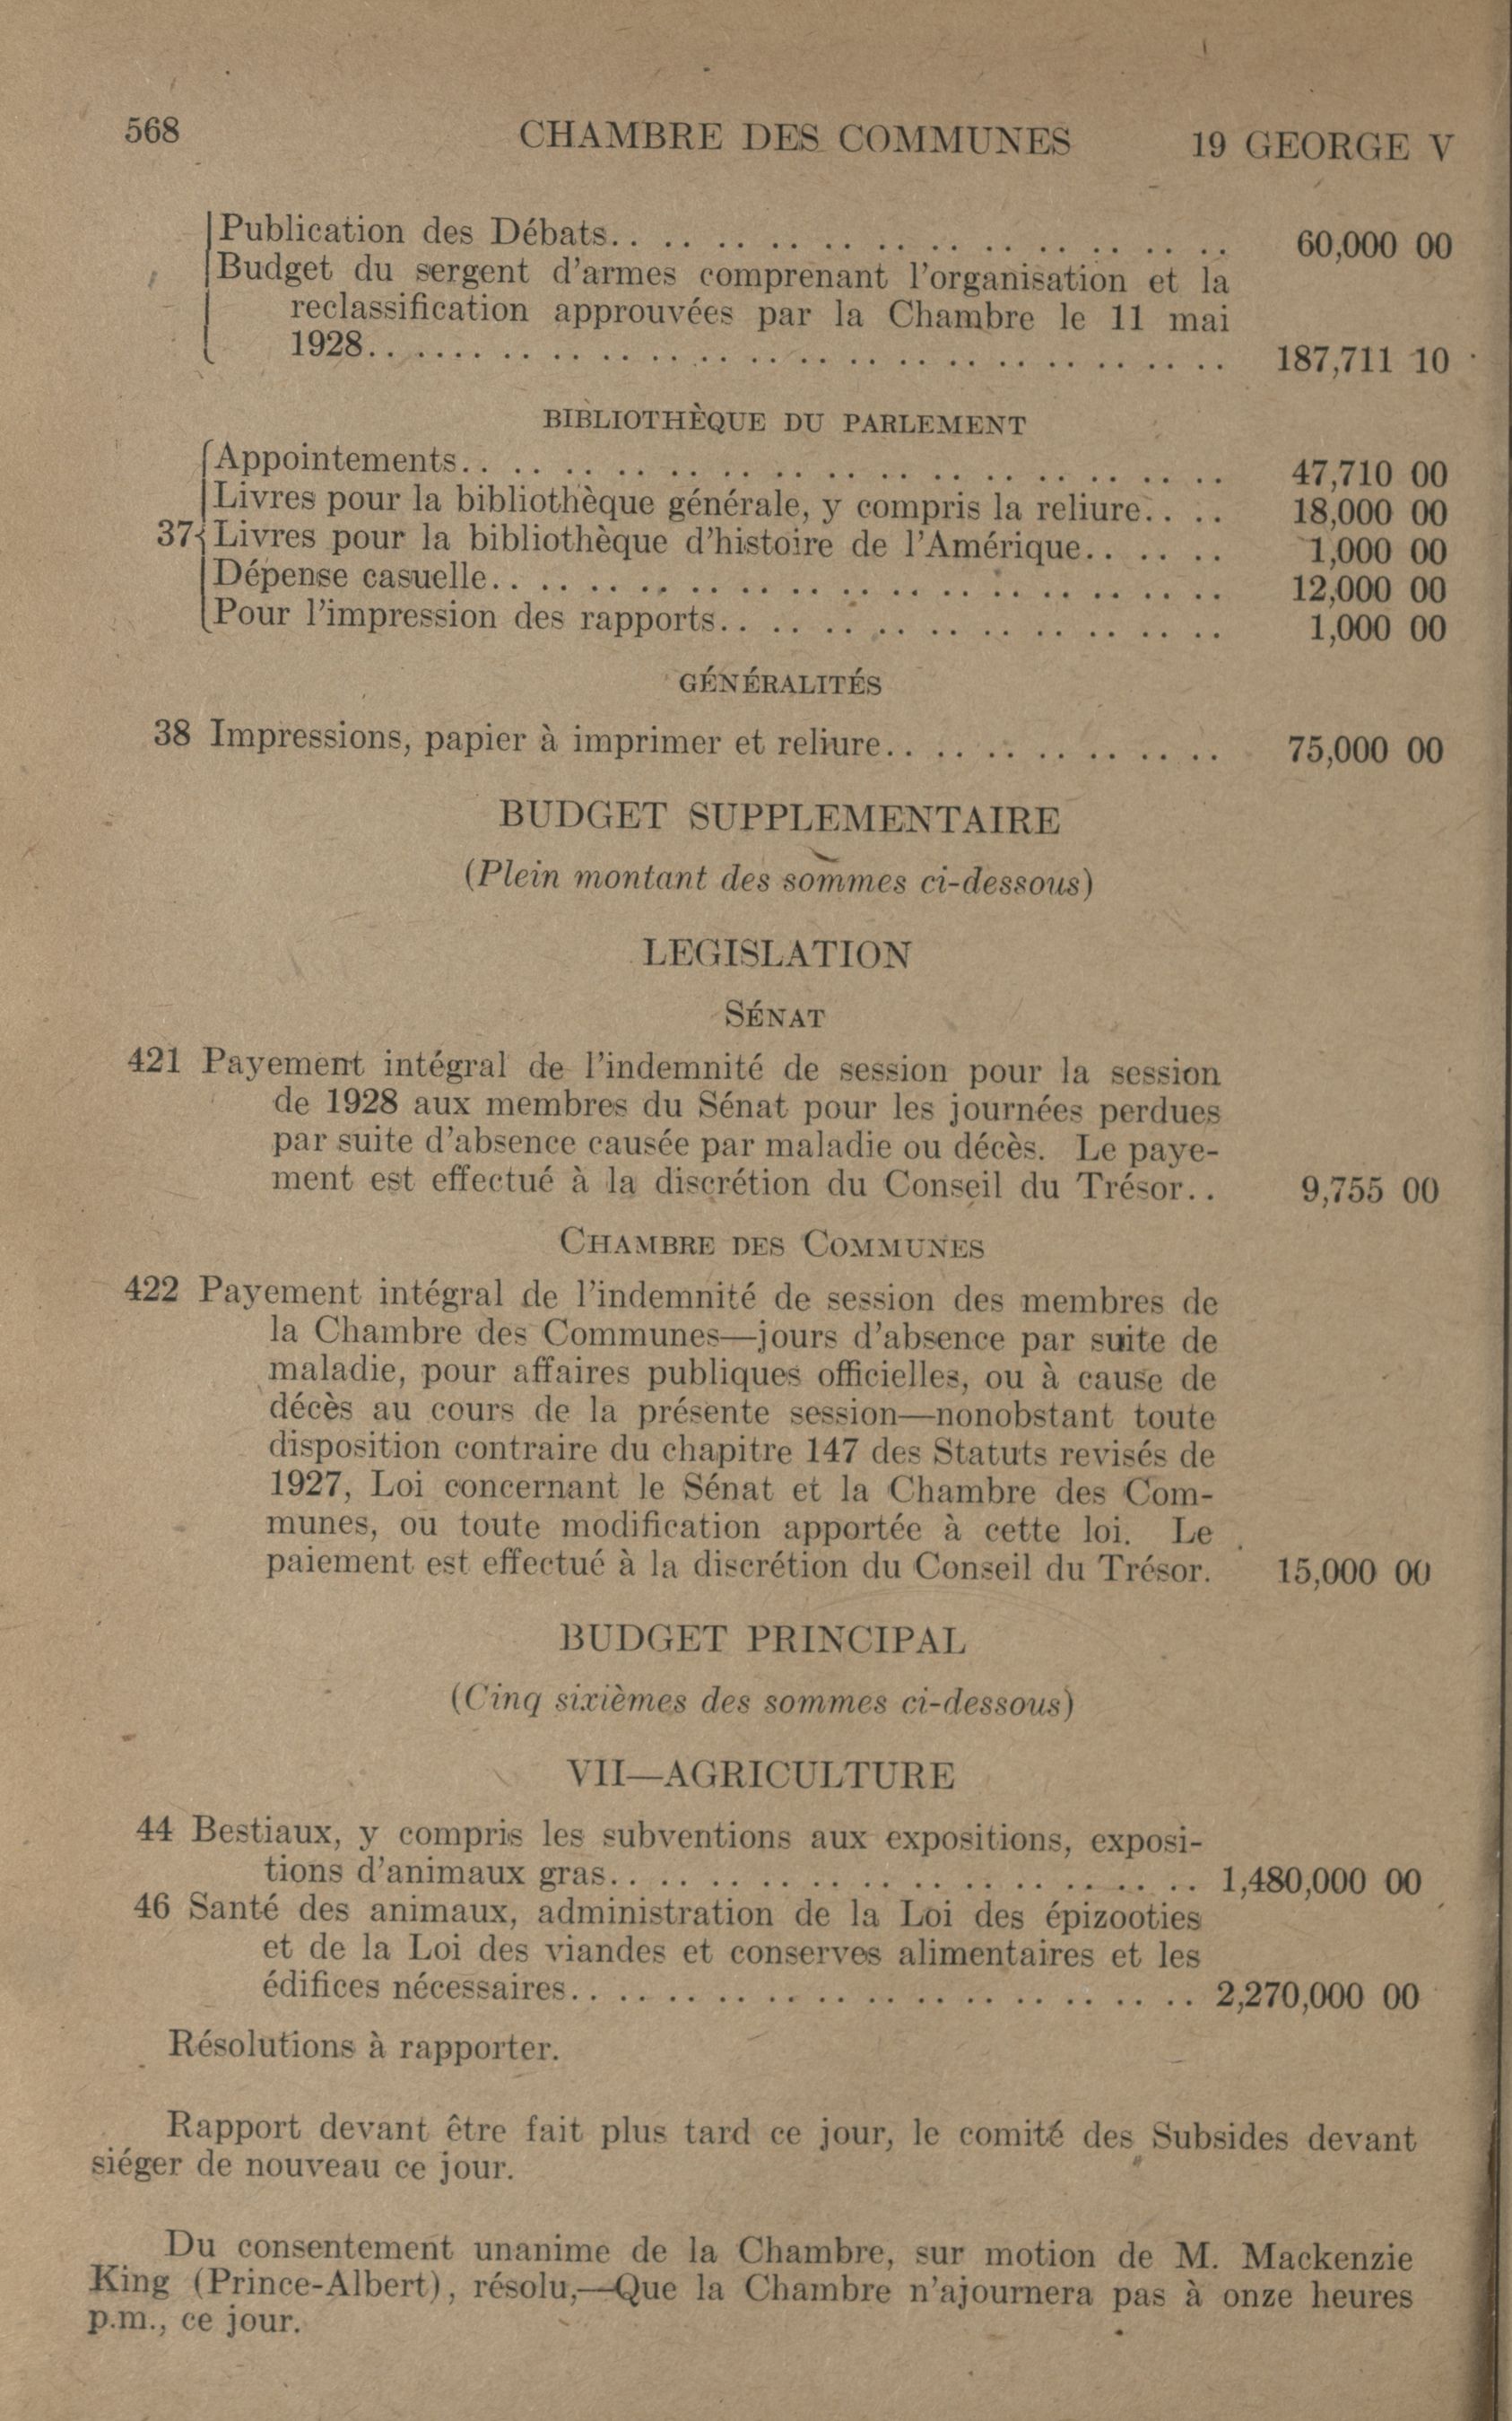 568 CHAMBRE DES COMMUNES 19 GEORGE V
Publication des Débats.. .. .. .. .. .. .. .. .. .. .. .. 60,000 00
Budget du sergent d'armes comprenant l'organisation et la
reclassification approuvées par la Chambre le 11 mai
1928.. .. .. .. .. .. .. .. .. .. .. .. .. .. .. .. .. 187,711 10
BIBLIOTHÈQUE DU PARLEMENT
Appointements.. .. .. .. .. .. .. .. .. .. .. .. .. .. .. 47,710 00
Livres pour la bibliothèque générale, y compris la reliure.. .. 18,000 00
37 Livres pour la bibliothèque d'histoire de l'Amérique.. .. .. 1,000 00
Dépense casuelle.. .. .. .. .. .. .. .. .. .. .. .. .. .. 12,000 00
Pour l'impression des rapports.. .. .. .. .. .. .. .. .. .. 1,000 00
GÉNÉRALITÉS
38 Impressions, papier à imprimer et reliure.. .. .. .. .. .. .. 75,000 00
BUDGET SUPPLEMENTAIRE
(Plein montant des sommes ci-dessous)
LEGISLATION
SÉNAT
421 Payement intégral de l'indemnité de session pour la session
de 1928 aux membres du Sénat pour les journées perdues
par suite d'absence causée par maladie ou décès. Le paye-
ment est effectué à la discrétion du Conseil du Trésor.. 9,755 00
CHAMBRE DES COMMUNES
422 Payement intégral de l'indemnité de session des membres de
la Chambre des Communes—jours d'absence par suite de
maladie, pour affaires publiques officielles, ou à cause de
décès au cours de la présente session—nonobstant toute
disposition contraire du chapitre 147 des Statuts revisés de
1927, Loi concernant le Sénat et la Chambre des Com-
munes, ou toute modification apportée à cette loi. Le
paiement est effectué à la discrétion du Conseil du Trésor. 15,000 00
BUDGET PRINCIPAL
(Cinq sixièmes des sommes ci-dessous)
VII—AGRICULTURE
44 Bestiaux, y compris les subventions aux expositions, exposi-
tions d'animaux gras.. .. .. .. .. .. .. .. .. .. .. .. 1,480,000 00
46 Santé des animaux, administration de la Loi des épizooties
et de la Loi des viandes et conserves alimentaires et les
édifices nécessaires.. .. .. .. .. .. .. .. .. .. .. .. .. 2,270,000 00
Résolutions à rapporter.
Rapport devant être fait plus tard ce jour, le comité des Subsides devant
siéger de nouveau ce jour.
Du consentement unanime de la Chambre, sur motion de M. Mackenzie
King (Prince-Albert), résolu,—Que la Chambre n'ajournera pas à onze heures
p.m., ce jour.